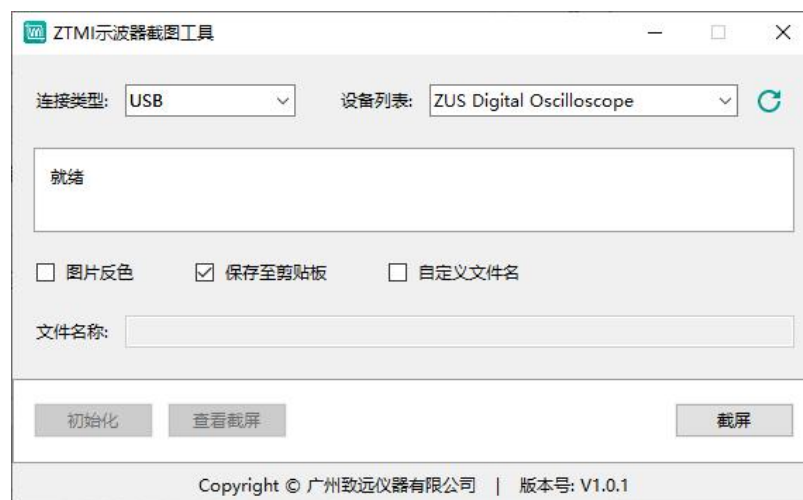 ZTMI示波器截图工具
连接类型: USB 设备列表: ZUS Digital Oscilloscope
就绪
图片反色 保存至剪贴板 自定义文件名
文件名称:
初始化 查看截屏 截屏
Copyright © 广州致远仪器有限公司 | 版本号: V1.0.1